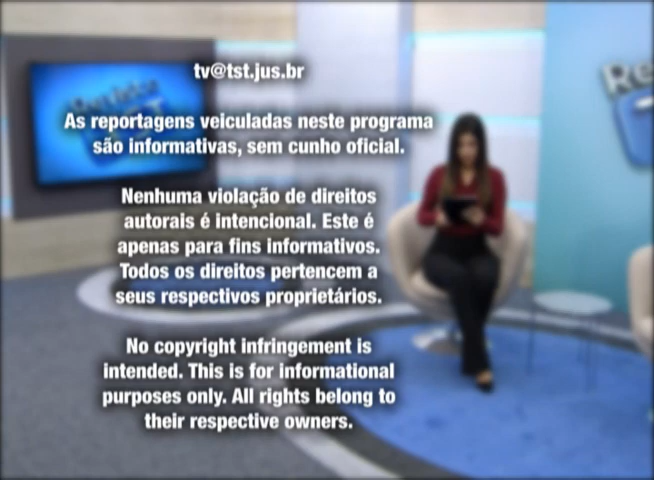 tv@tst.jus.br
As reportagens veiculadas neste programa
são informativas, sem cunho oficial.
Nenhuma violação de direitos
autorais é intencional. Este é
apenas para fins informativos.
Todos os direitos pertencem a
seus respectivos proprietários.
No copyright infringement is
intended. This is for informational
purposes only. All rights belong to
their respective owners.